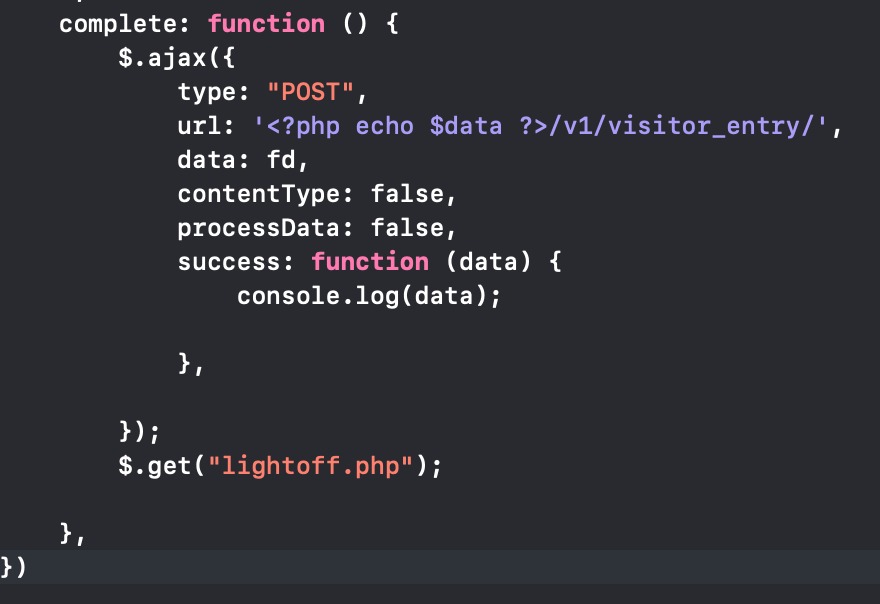 complete: function () {
$.ajax({
type: "POST",
url: '<?php echo $data ?>/v1/visitor_entry/',
data: fd,
contentType: false,
processData: false,
success: function (data) {
console.log(data);
},
});
$.get("lightoff.php");
},
})